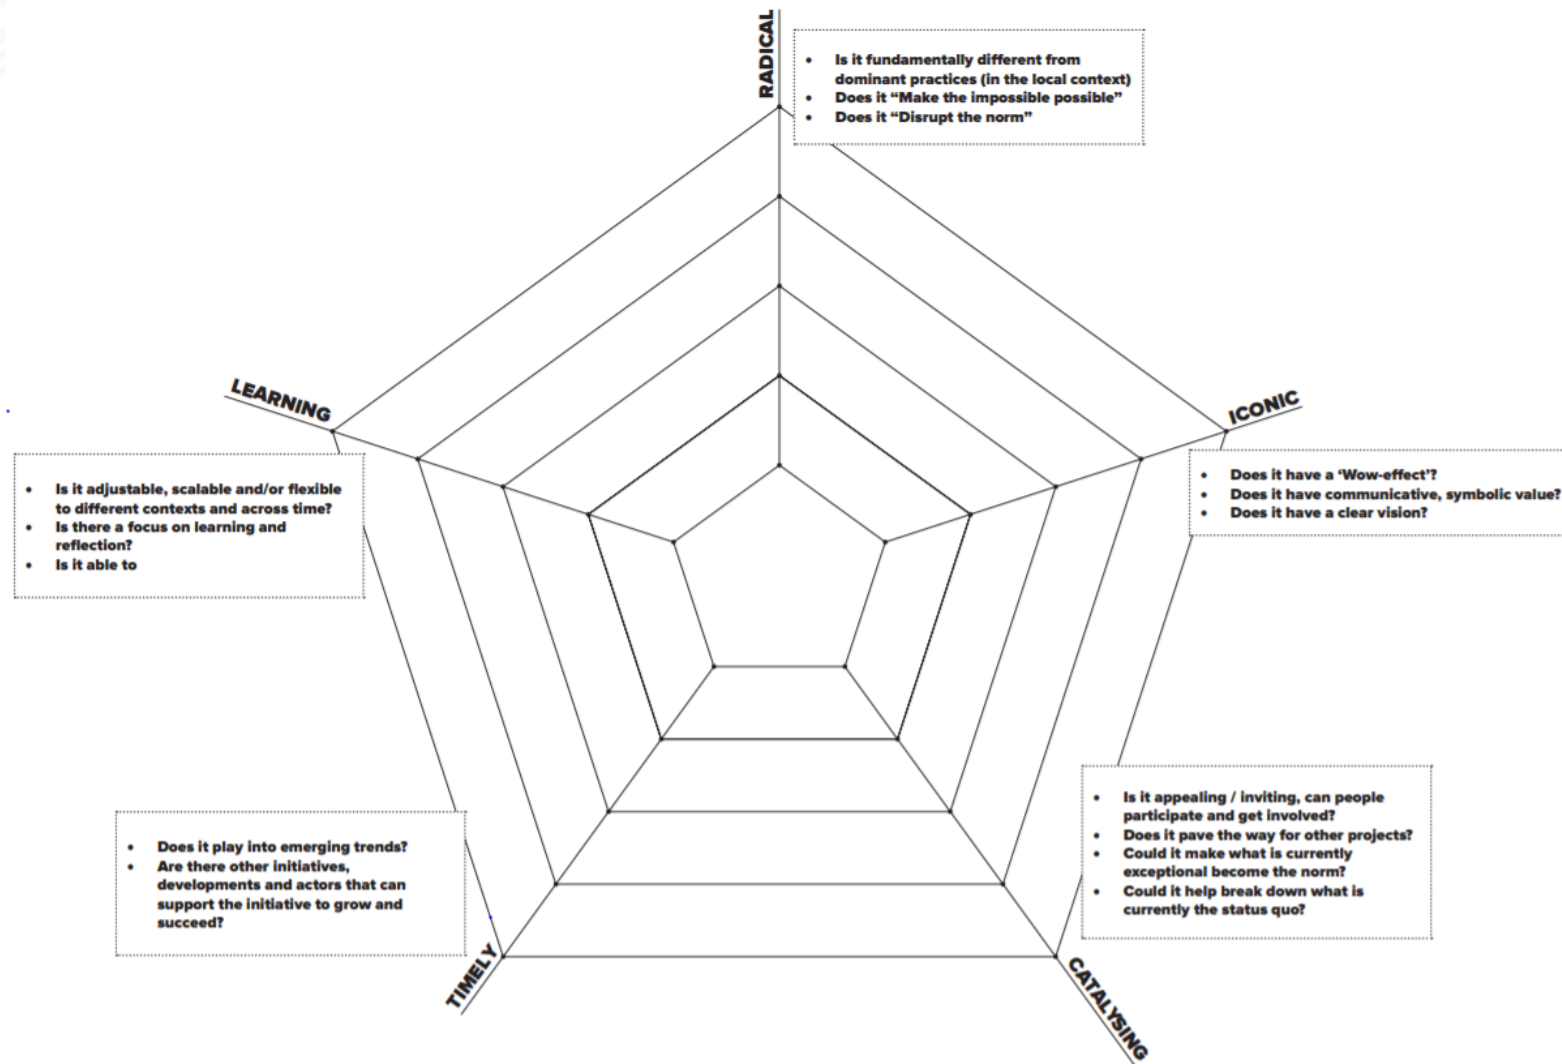 RADICAL
• Is it fundamentally different from
dominant practices (in the local context)
• Does it “Make the impossible possible”
• Does it “Disrupt the norm”
LEARNING
ICONIC
• Is it adjustable, scalable and/or flexible
to different contexts and across time?
• Is there a focus on learning and
reflection?
• Is it able to
• Does it have a ‘Wow-effect’?
• Does it have communicative, symbolic value?
• Does it have a clear vision?
• Does it play into emerging trends?
• Are there other initiatives,
developments and actors that can
support the initiative to grow and
succeed?
• Is it appealing / inviting, can people
participate and get involved?
• Does it pave the way for other projects?
• Could it make what is currently
exceptional become the norm?
• Could it help break down what is
currently the status quo?
TIMELY
CATALYSING